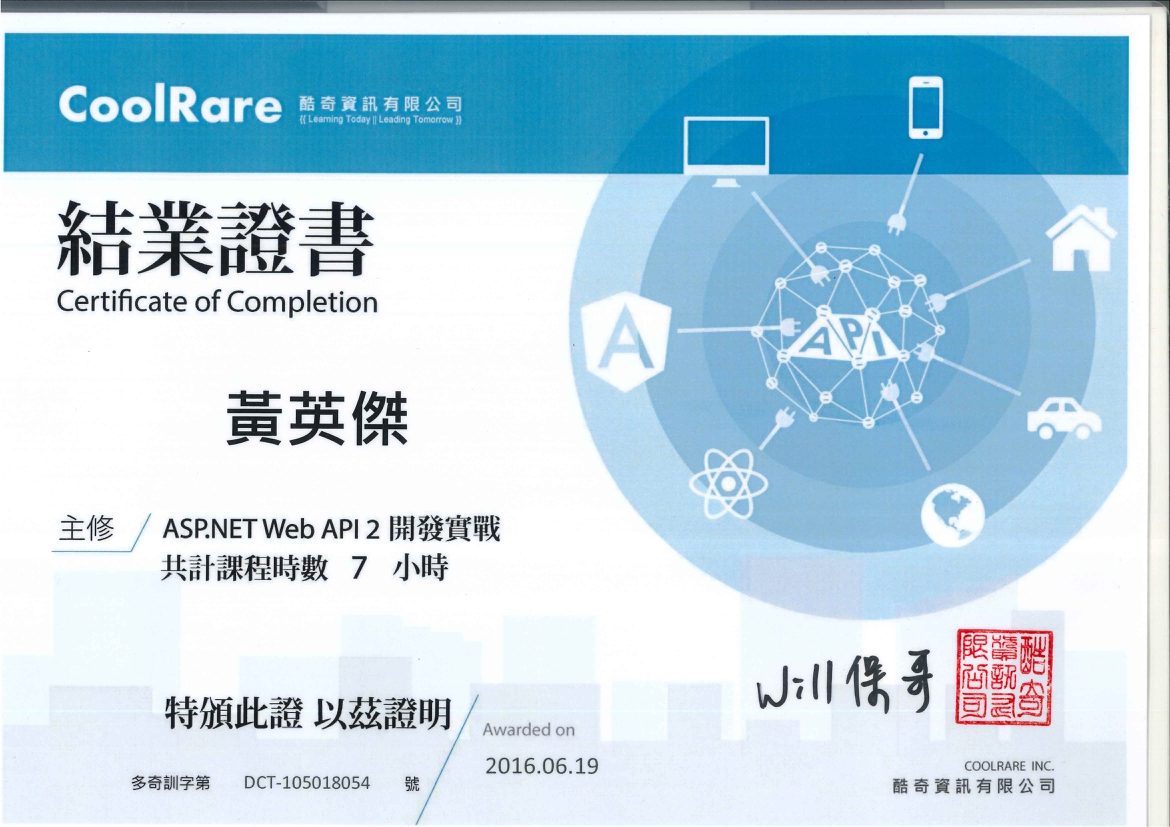 CoolRare 酷奇資訊有限公司
{{ Learning Today || Leading Tomorrow }}
結業證書
Certificate of Completion
黃英傑
主修 ASP.NET Web API 2 開發實戰
共計課程時數 7 小時
A
API
特頒此證 以茲證明
Awarded on
2016.06.19
多奇訓字第 DCT-105018054 號
Will 保哥
酷奇資訊有限公司
COOLRARE INC.
酷奇資訊有限公司